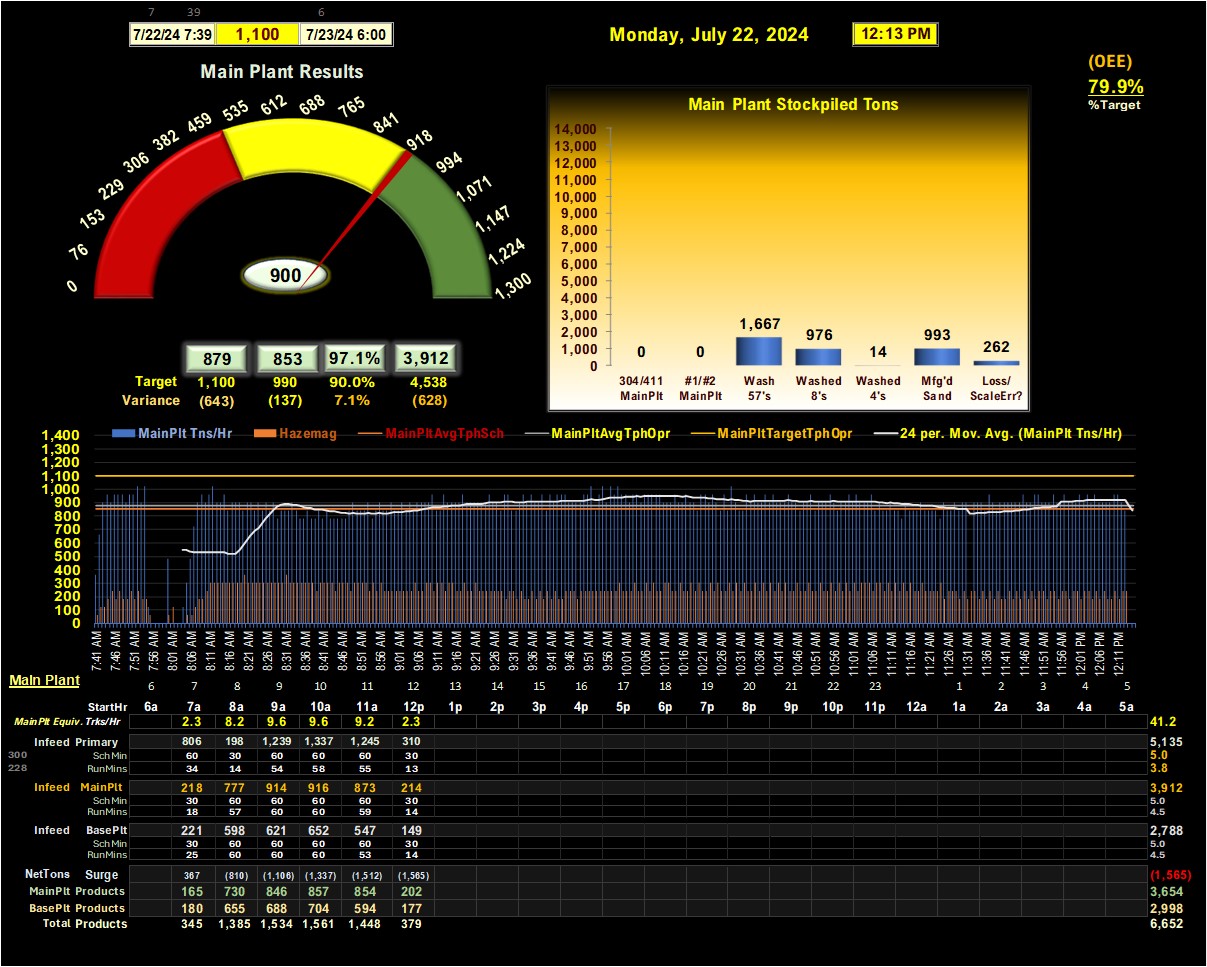 7 39 6
7/22/24 7:39 1,100 7/23/24 6:00
Monday, July 22, 2024 12:13 PM
(OEE)
79.9%
%Target
Main Plant Results
0 76 153 229 306 382 459 535 612 688 765 841 918 994 1,071 1,147 1,224 1,300
900
879 853 97.1% 3,912
Target 1,100 990 90.0% 4,538
Variance (643) (137) 7.1% (628)
Main Plant Stockpiled Tons
14,000
13,000
12,000
11,000
10,000
9,000
8,000
7,000
6,000
5,000
4,000
3,000
2,000
1,000
0
0 0 1,667 976 14 993 262
304/411 #1/#2 Wash Washed Washed Mfg'd Loss/
MainPlt MainPlt 57's 8's 4's Sand ScaleErr?
MainPlt Tns/Hr Hazemag MainPltAvgTphSch MainPltAvgTphOpr MainPltTargetTphOpr 24 per. Mov. Avg. (MainPlt Tns/Hr)
1,400
1,300
1,200
1,100
1,000
900
800
700
600
500
400
300
200
100
0
7:41 AM 7:46 AM 7:51 AM 7:56 AM 8:01 AM 8:06 AM 8:11 AM 8:16 AM 8:21 AM 8:26 AM 8:31 AM 8:36 AM 8:41 AM 8:46 AM 8:51 AM 8:56 AM 9:01 AM 9:06 AM 9:11 AM 9:16 AM 9:21 AM 9:26 AM 9:31 AM 9:36 AM 9:41 AM 9:46 AM 9:51 AM 9:56 AM 10:01 AM 10:06 AM 10:11 AM 10:16 AM 10:21 AM 10:26 AM 10:31 AM 10:36 AM 10:41 AM 10:46 AM 10:51 AM 10:56 AM 11:01 AM 11:06 AM 11:11 AM 11:16 AM 11:21 AM 11:26 AM 11:31 AM 11:36 AM 11:41 AM 11:46 AM 11:51 AM 11:56 AM 12:01 PM 12:06 PM 12:11 PM
Main Plant
6 7 8 9 10 11 12 13 14 15 16 17 18 19 20 21 22 23 1 2 3 4 5
StartHr 6a 7a 8a 9a 10a 11a 12p 1p 2p 3p 4p 5p 6p 7p 8p 9p 10p 11p 12a 1a 2a 3a 4a 5a
MainPlt Equiv. Trks/Hr 2.3 8.2 9.6 9.6 9.2 2.3 41.2
Infeed Primary 806 198 1,239 1,337 1,245 310 5,135
300 SchMin 60 30 60 60 60 30 5.0
228 RunMins 34 14 54 58 55 13 3.8
Infeed MainPlt 218 777 914 916 873 214 3,912
SchMin 30 60 60 60 60 30 5.0
RunMins 18 57 60 60 59 14 4.5
Infeed BasePlt 221 598 621 652 547 149 2,788
SchMin 30 60 60 60 60 30 5.0
RunMins 25 60 60 60 53 14 4.5
NetTons Surge 367 (810) (1,106) (1,337) (1,512) (1,565) (1,565)
MainPlt Products 165 730 846 857 854 202 3,654
BasePlt Products 180 655 688 704 594 177 2,998
Total Products 345 1,385 1,534 1,561 1,448 379 6,652